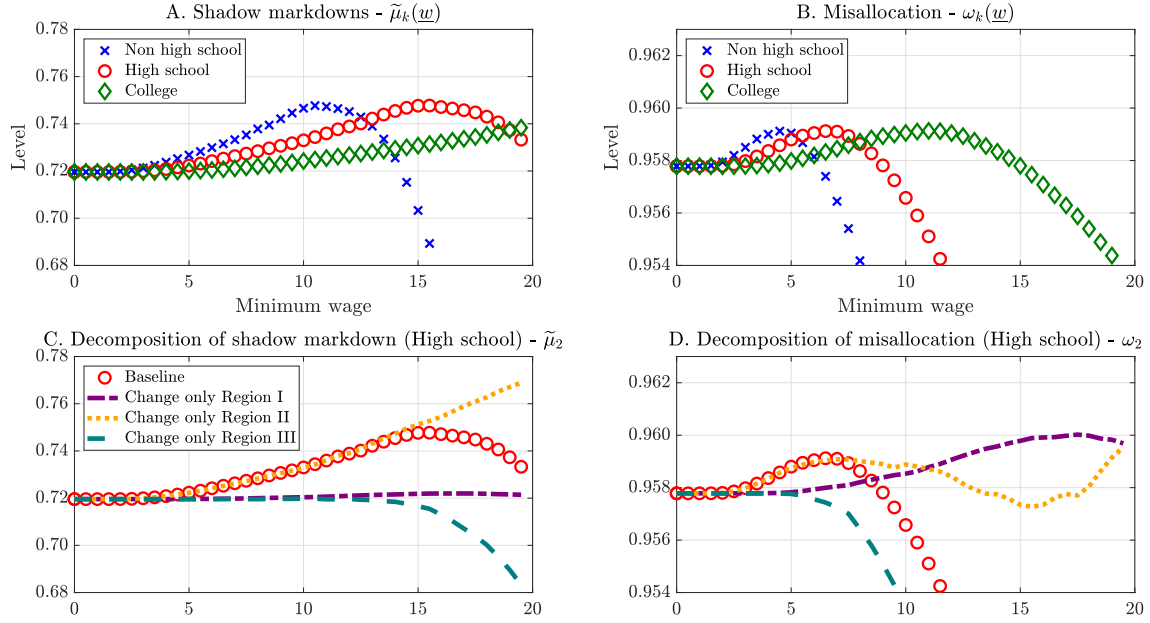 A. Shadow markdowns - μ̃ₖ(w̲)
0.78
0.76
0.74
0.72
0.70
0.68
Level
0 5 10 15 20
Minimum wage
Non high school
High school
College
B. Misallocation - ωₖ(w̲)
0.962
0.960
0.958
0.956
0.954
Level
0 5 10 15 20
Minimum wage
Non high school
High school
College
C. Decomposition of shadow markdown (High school) - μ̃₂
0.78
0.76
0.74
0.72
0.70
0.68
0 5 10 15 20
Baseline
Change only Region I
Change only Region II
Change only Region III
D. Decomposition of misallocation (High school) - ω₂
0.962
0.960
0.958
0.956
0.954
0 5 10 15 20